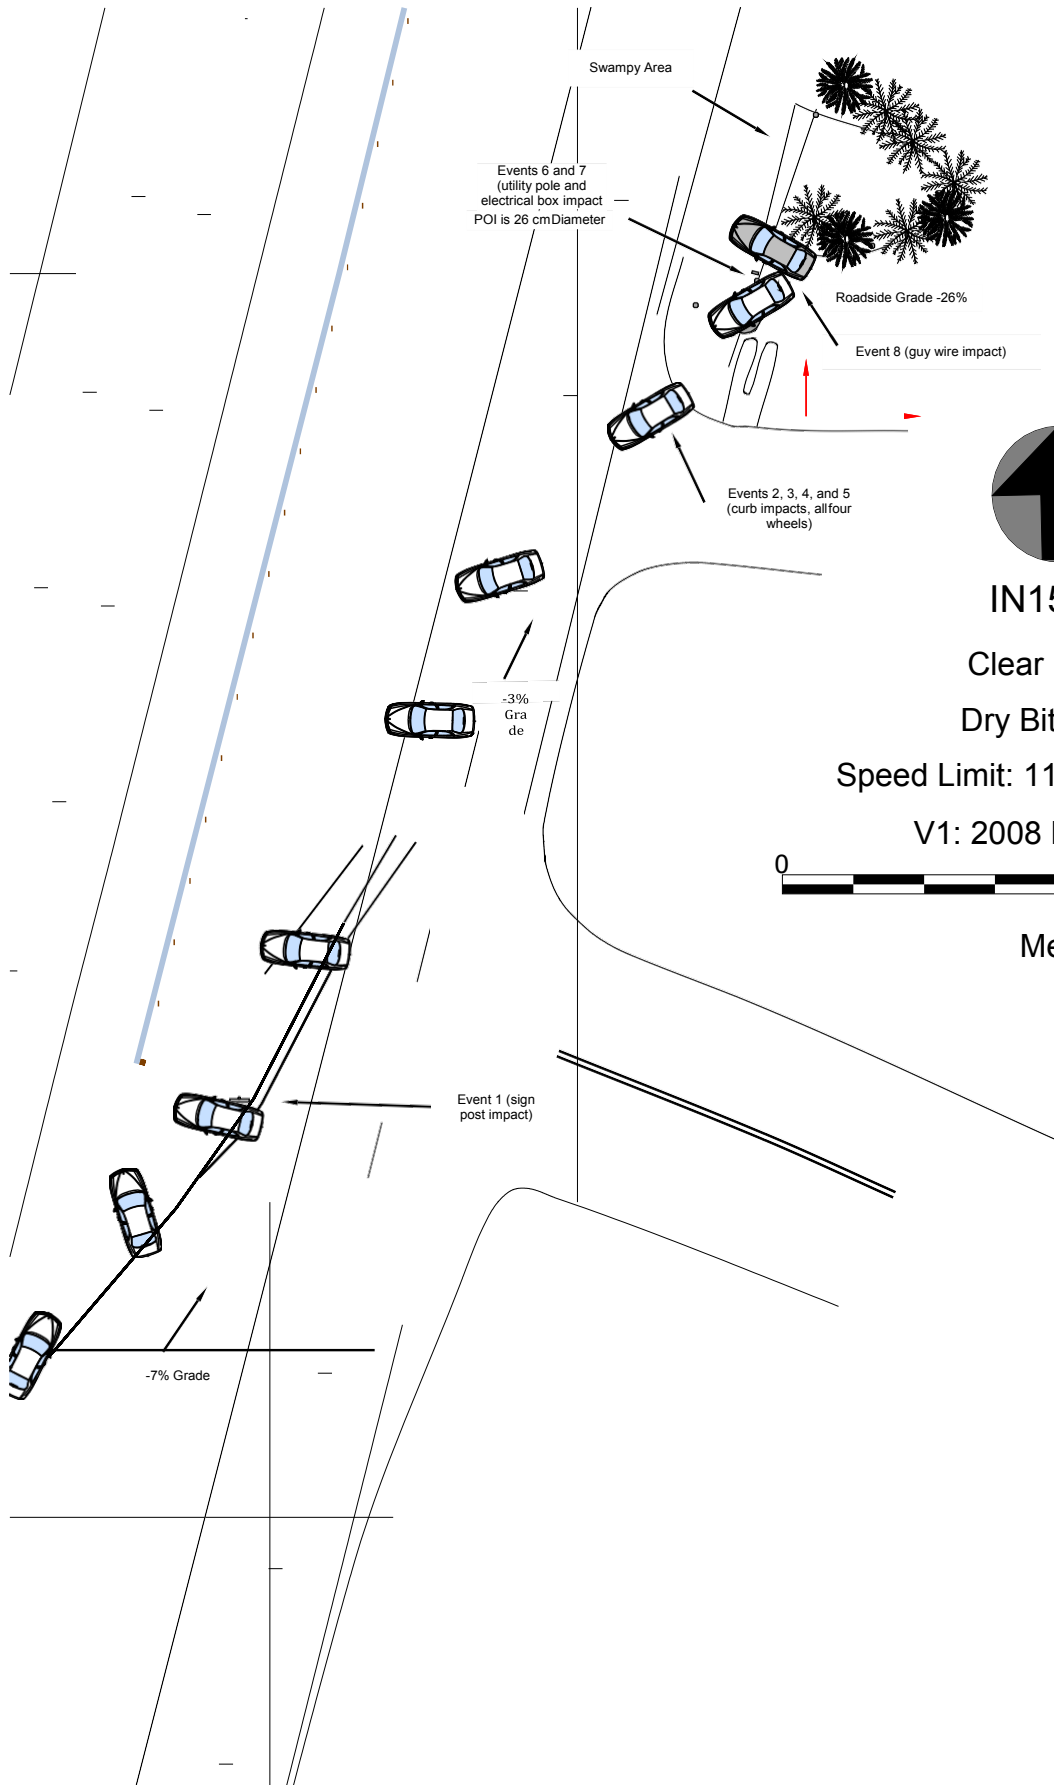 Swampy Area
Events 6 and 7
(utility pole and
electrical box impact
POI is 26 cmDiameter
Roadside Grade -26%
Event 8 (guy wire impact)
Events 2, 3, 4, and 5
(curb impacts, allfour
wheels)
IN15
Clear
-3%
Gra
de
Dry Bit
Speed Limit: 11
V1: 2008
0
Me
Event 1 (sign
post impact)
-7% Grade